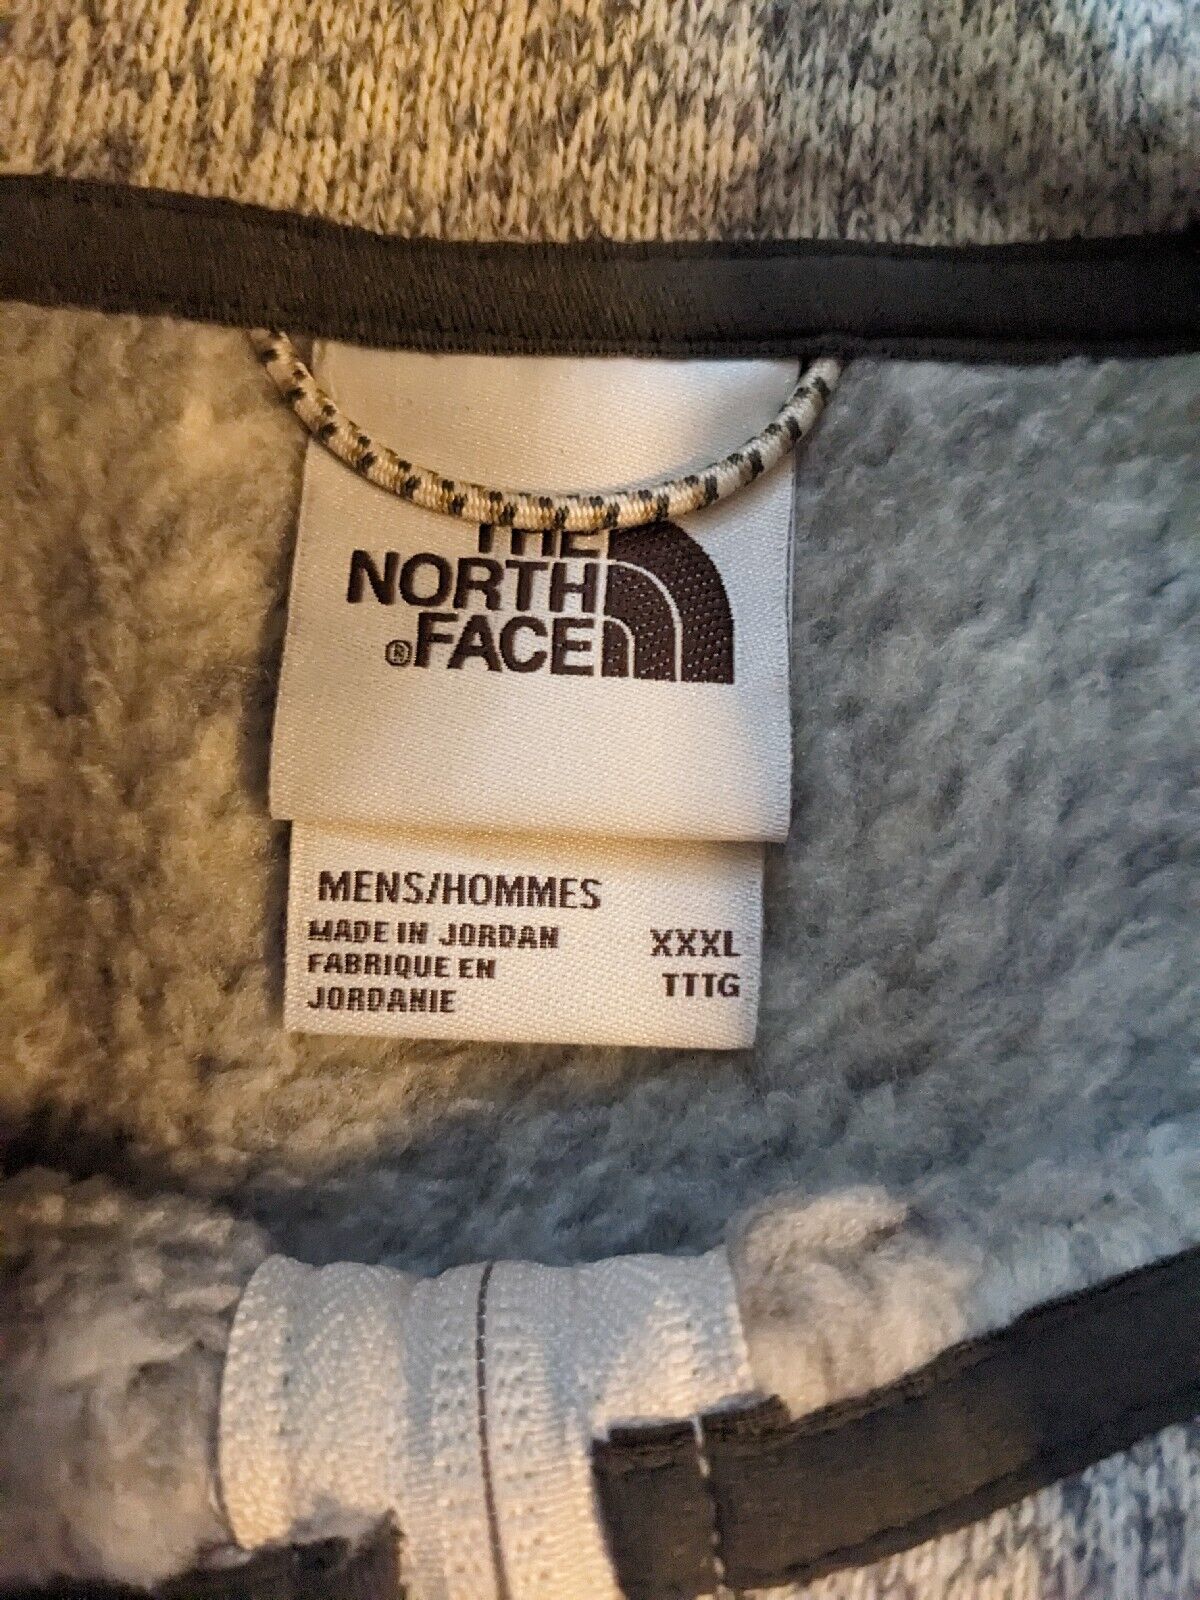 THE
NORTH
®FACE
MENS/HOMMES
MADE IN JORDAN
FABRIQUE EN
JORDANIE
XXXL
TTTG